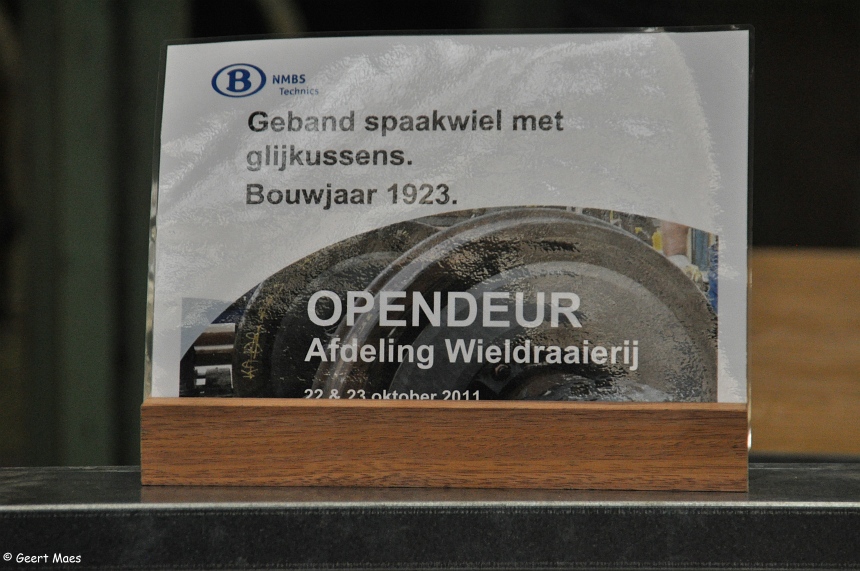 B
NMBS
Technics
Geband spaakwiel met
glijkussens.
Bouwjaar 1923.
OPENDEUR
Afdeling Wieldraaierij
22 & 23 oktober 2011
© Geert Maes